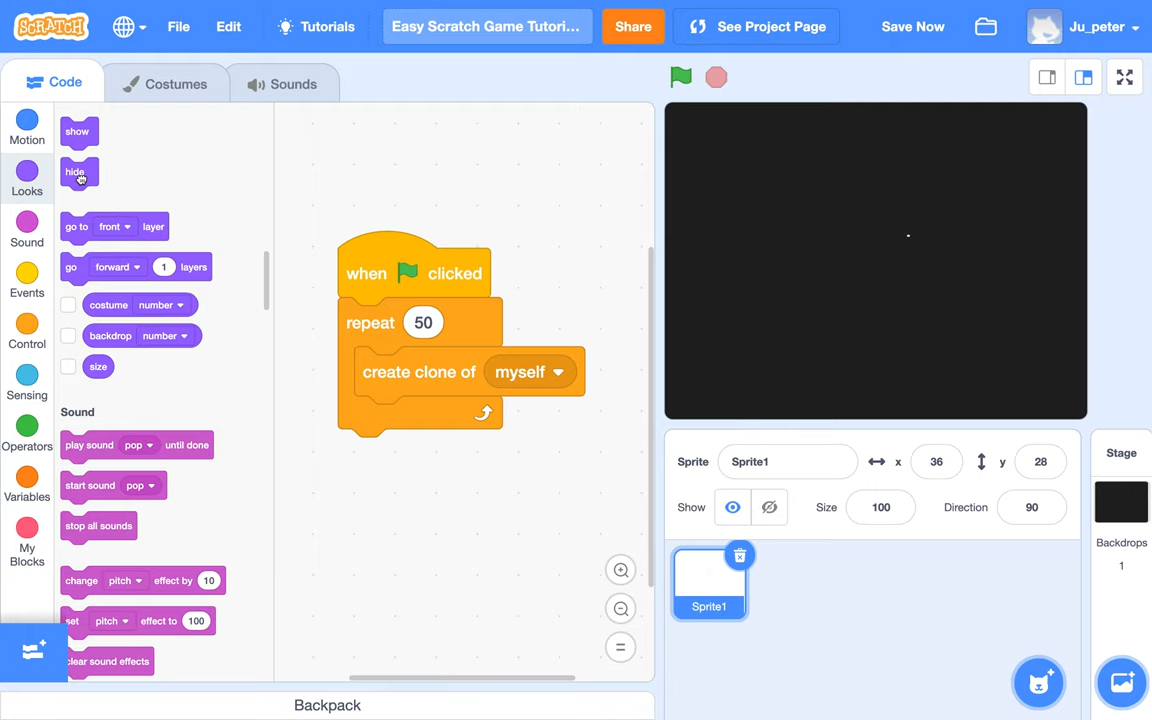 SCRATCH File Edit Tutorials Easy Scratch Game Tutori... Share See Project Page Save Now Ju_peter
Code Costumes Sounds
Motion
Looks
Sound
Events
Control
Sensing
Operators
Variables
My
Blocks
show
hide
go to front layer
go forward 1 layers
costume number
backdrop number
size
Sound
play sound pop until done
start sound pop
stop all sounds
change pitch effect by 10
set pitch effect to 100
clear sound effects
when clicked
repeat 50
create clone of myself
Sprite Sprite1 x 36 y 28
Show Size 100 Direction 90
Sprite1
Stage
Backdrops
1
Backpack